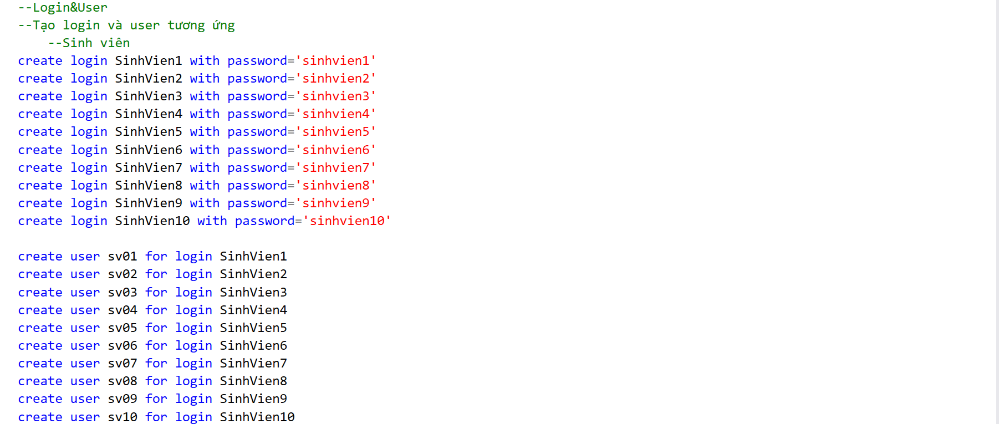 --Login&User
--Tạo login và user tương ứng
--Sinh viên
create login SinhVien1 with password='sinhvien1'
create login SinhVien2 with password='sinhvien2'
create login SinhVien3 with password='sinhvien3'
create login SinhVien4 with password='sinhvien4'
create login SinhVien5 with password='sinhvien5'
create login SinhVien6 with password='sinhvien6'
create login SinhVien7 with password='sinhvien7'
create login SinhVien8 with password='sinhvien8'
create login SinhVien9 with password='sinhvien9'
create login SinhVien10 with password='sinhvien10'
create user sv01 for login SinhVien1
create user sv02 for login SinhVien2
create user sv03 for login SinhVien3
create user sv04 for login SinhVien4
create user sv05 for login SinhVien5
create user sv06 for login SinhVien6
create user sv07 for login SinhVien7
create user sv08 for login SinhVien8
create user sv09 for login SinhVien9
create user sv10 for login SinhVien10